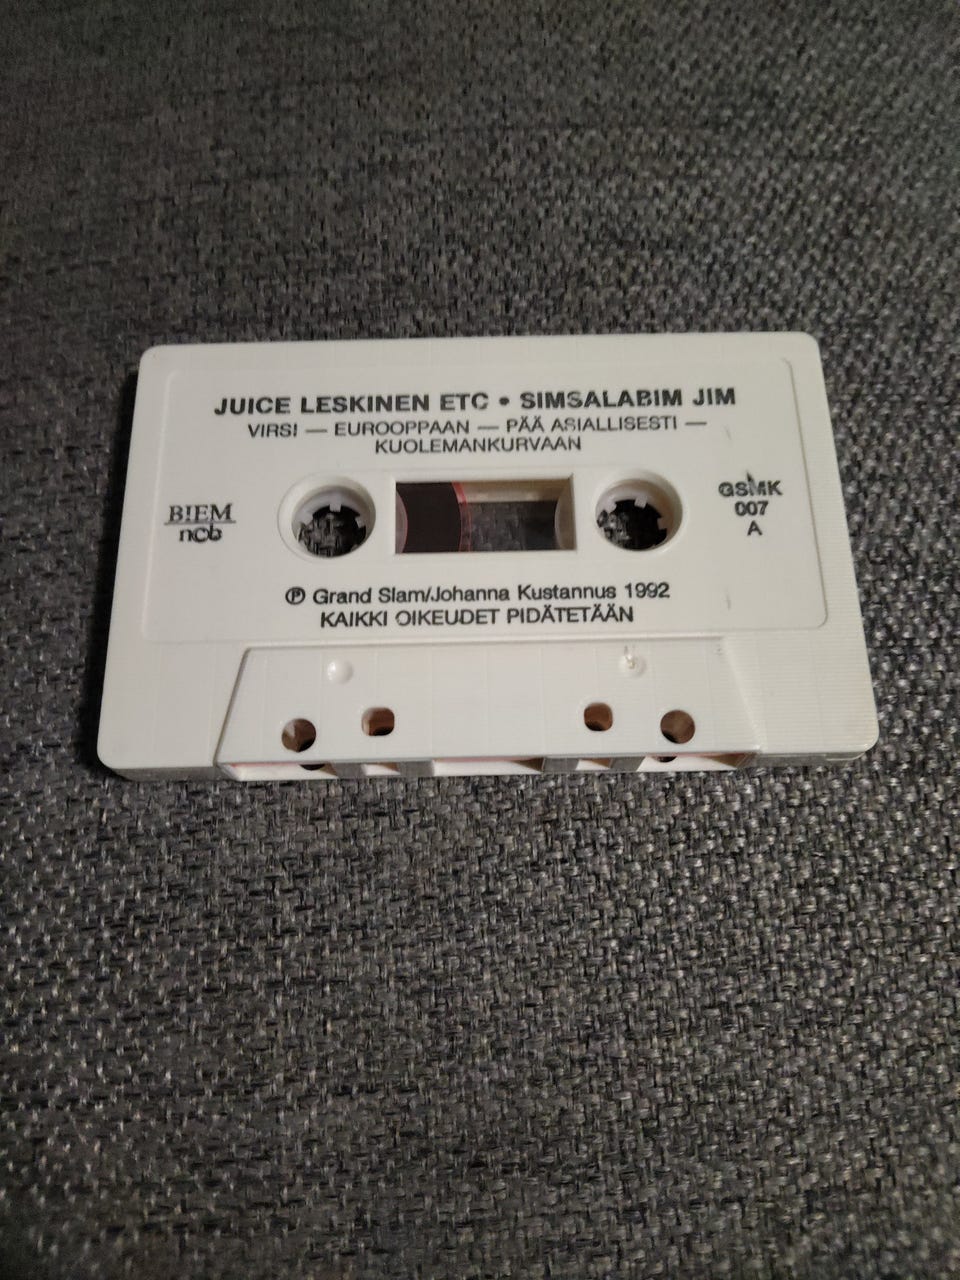 JUICE LESKINEN ETC • SIMSALABIM JIM
VIRSI — EUROOPPAAN — PÄÄ ASIALLISESTI —
KUOLEMANKURVAAN
BIEM
ncb
GSMK
007
A
Ⓟ Grand Slam/Johanna Kustannus 1992
KAIKKI OIKEUDET PIDÄTETÄÄN